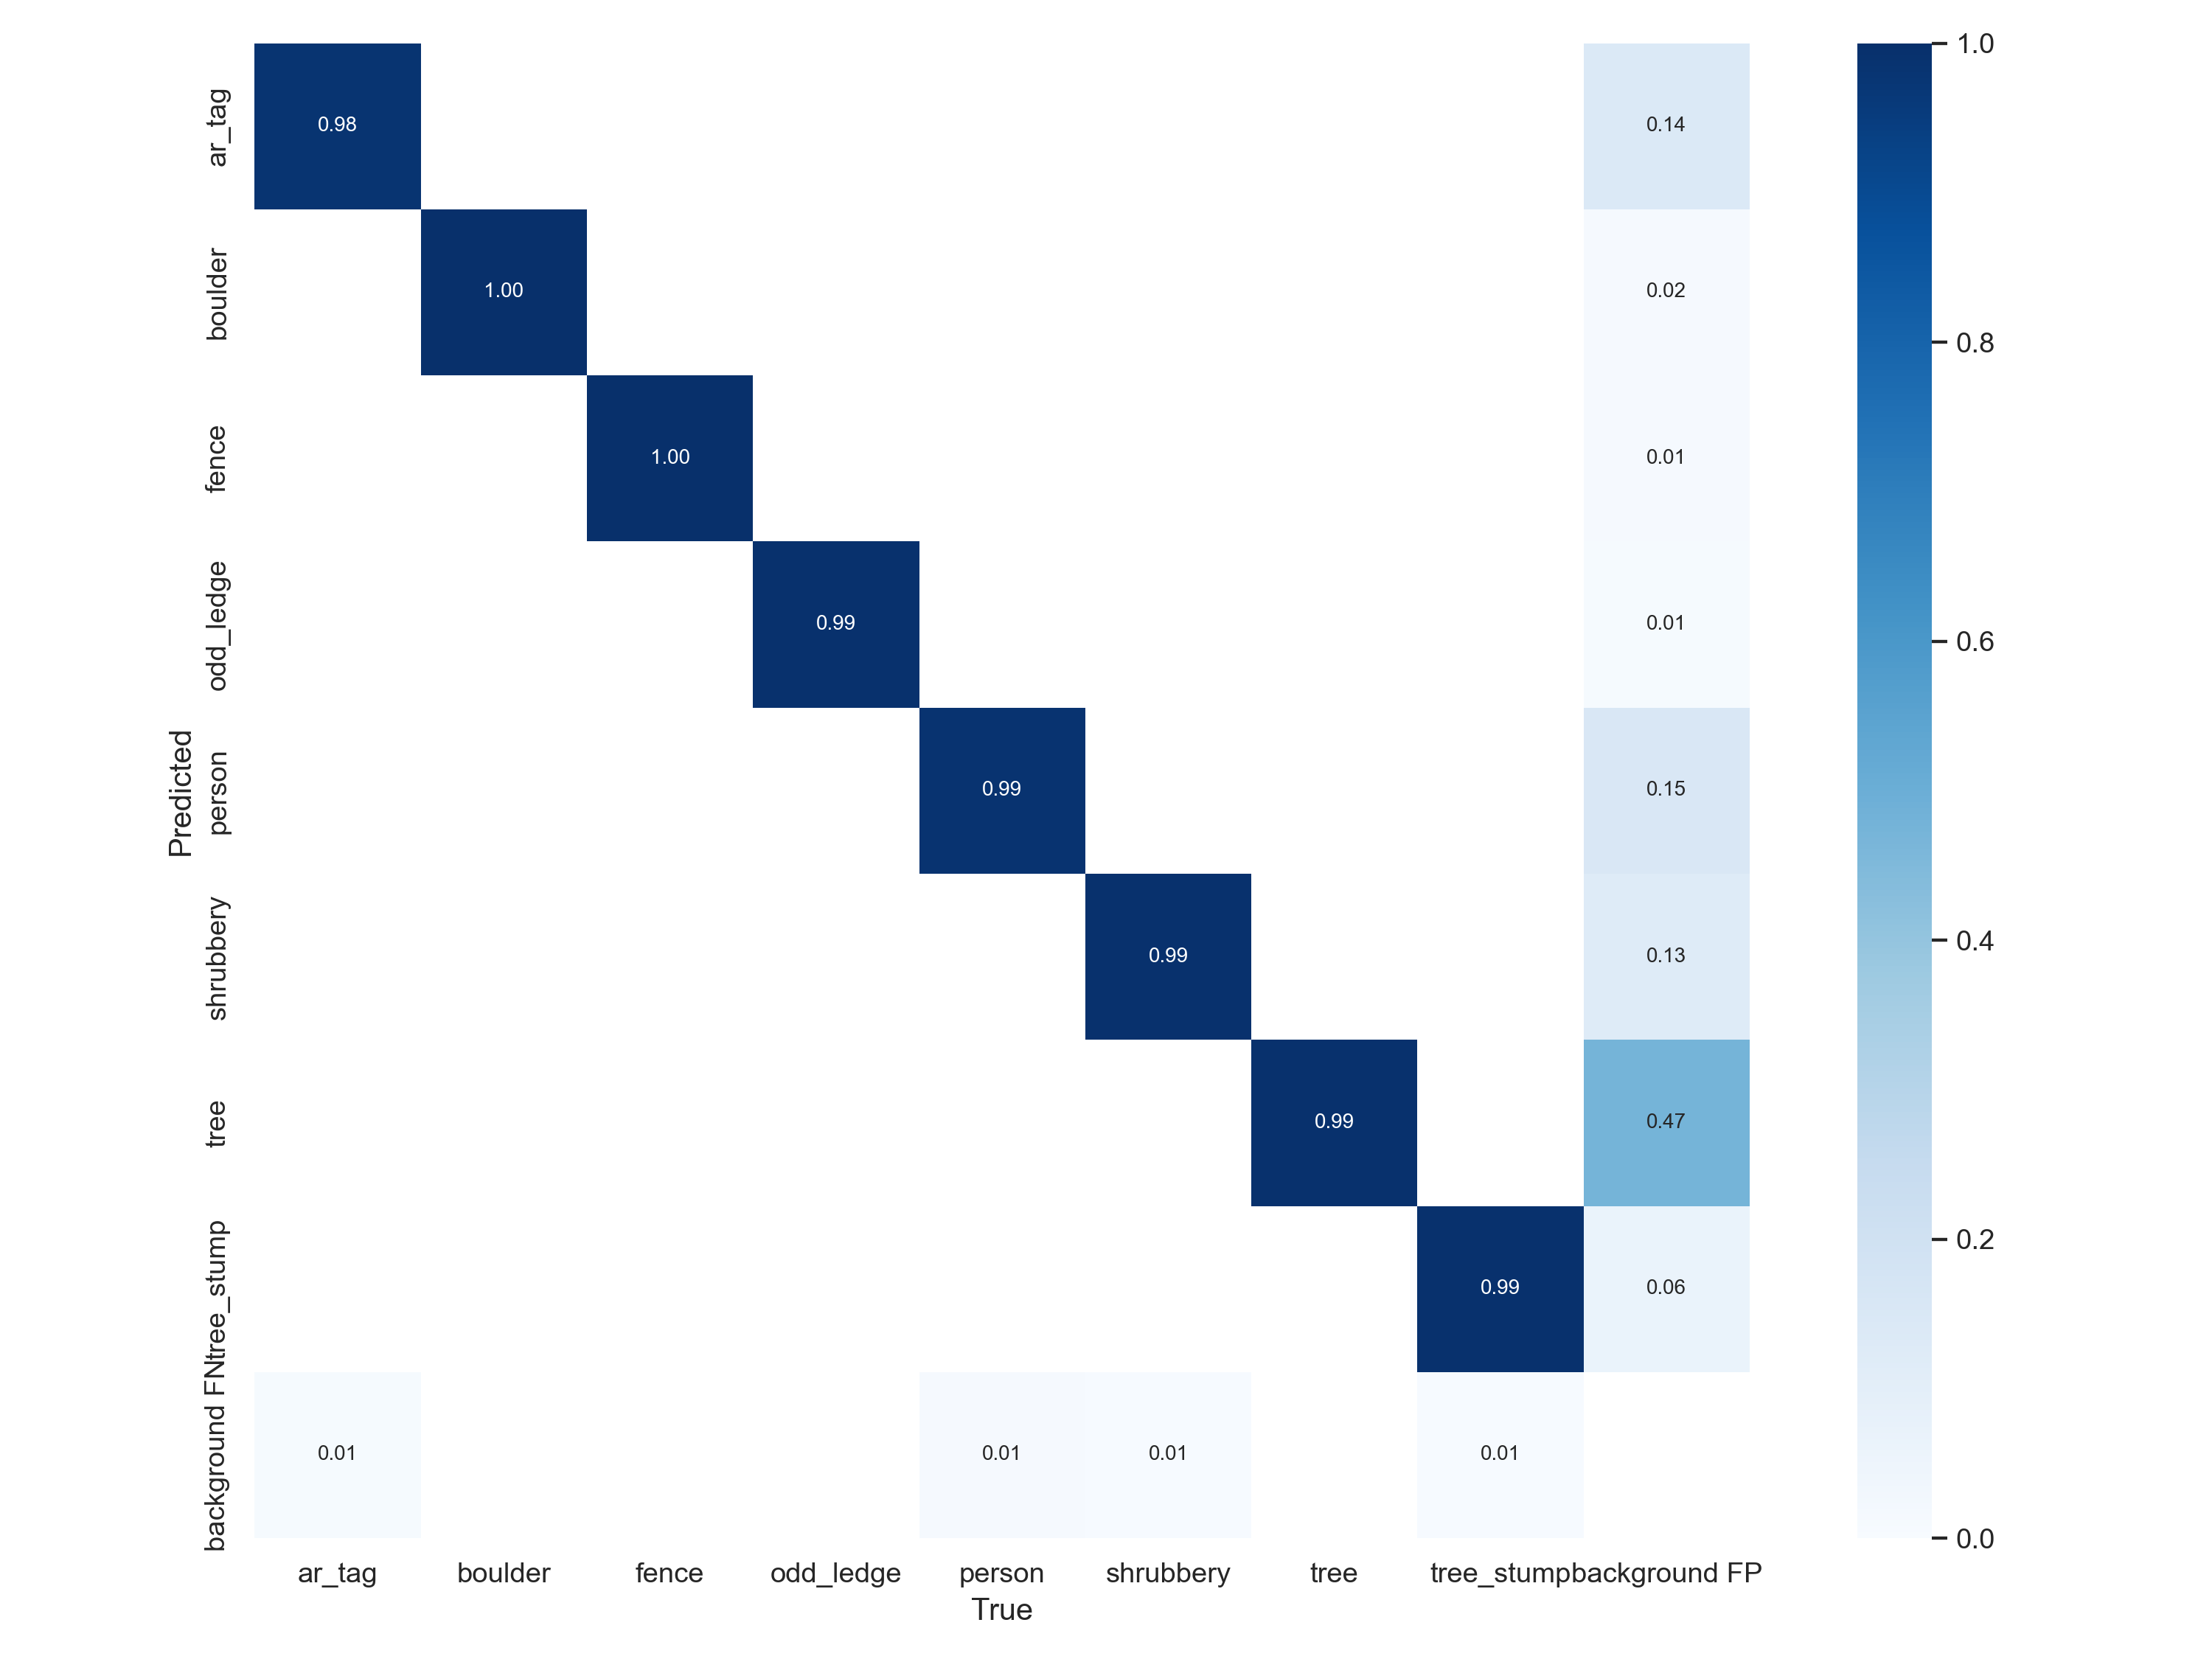 1.0
ar_tag
0.98
0.14
boulder
1.00
0.02
0.8
fence
1.00
0.01
odd_ledge
0.99
0.01
0.6
Predicted
person
0.99
0.15
shrubbery
0.99
0.13
0.4
tree
0.99
0.47
tree_stump
0.99
0.06
0.2
background FN
0.01
0.01
0.01
0.01
0.0
ar_tag boulder fence odd_ledge person shrubbery tree tree_stump background FP
True